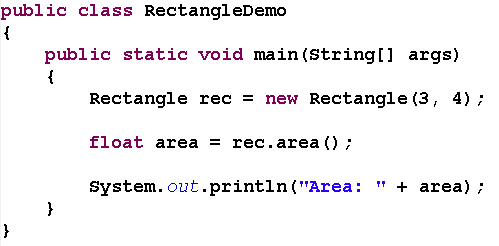 public class RectangleDemo
{
    public static void main(String[] args)
    {
        Rectangle rec = new Rectangle(3, 4);
        float area = rec.area();
        System.out.println("Area: " + area);
    }
}